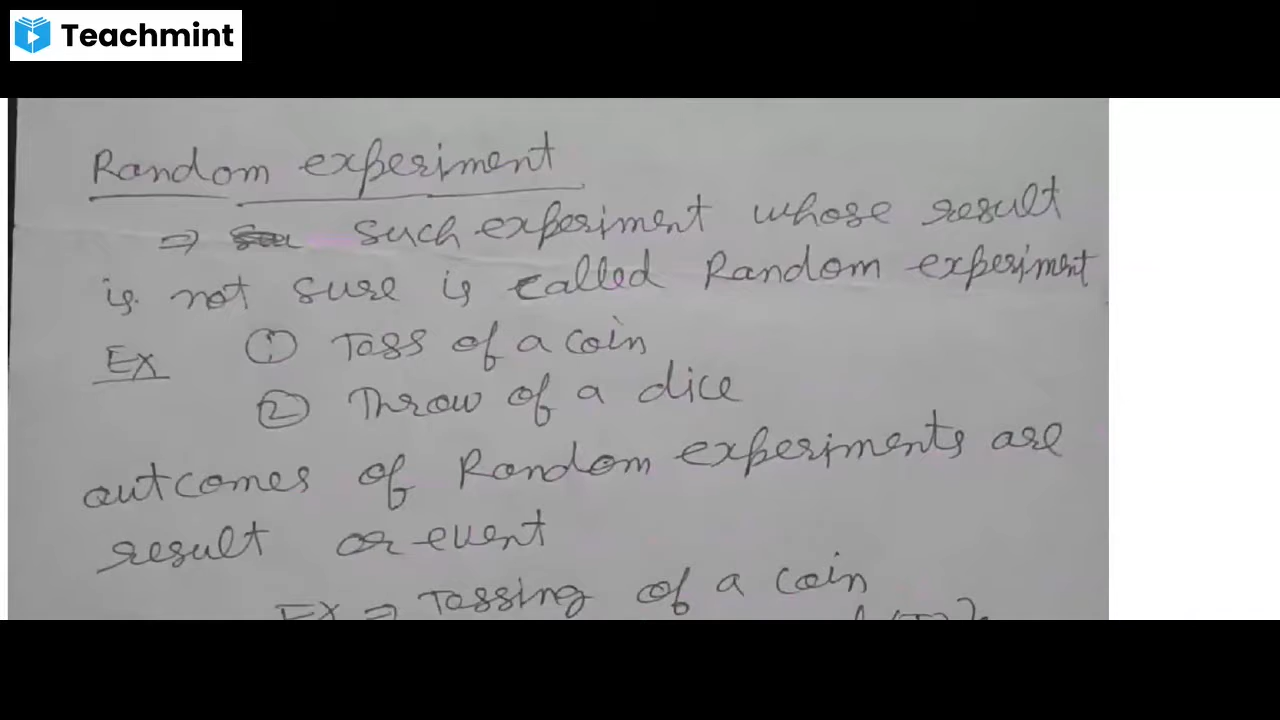 Teachmint
Random experiment
⇒ such experiment whose result
is not sure is called Random experiment
Ex ① Toss of a coin
② Throw of a dice
outcomes of Random experiments are
result or event
Ex ⇒ Tossing of a coin